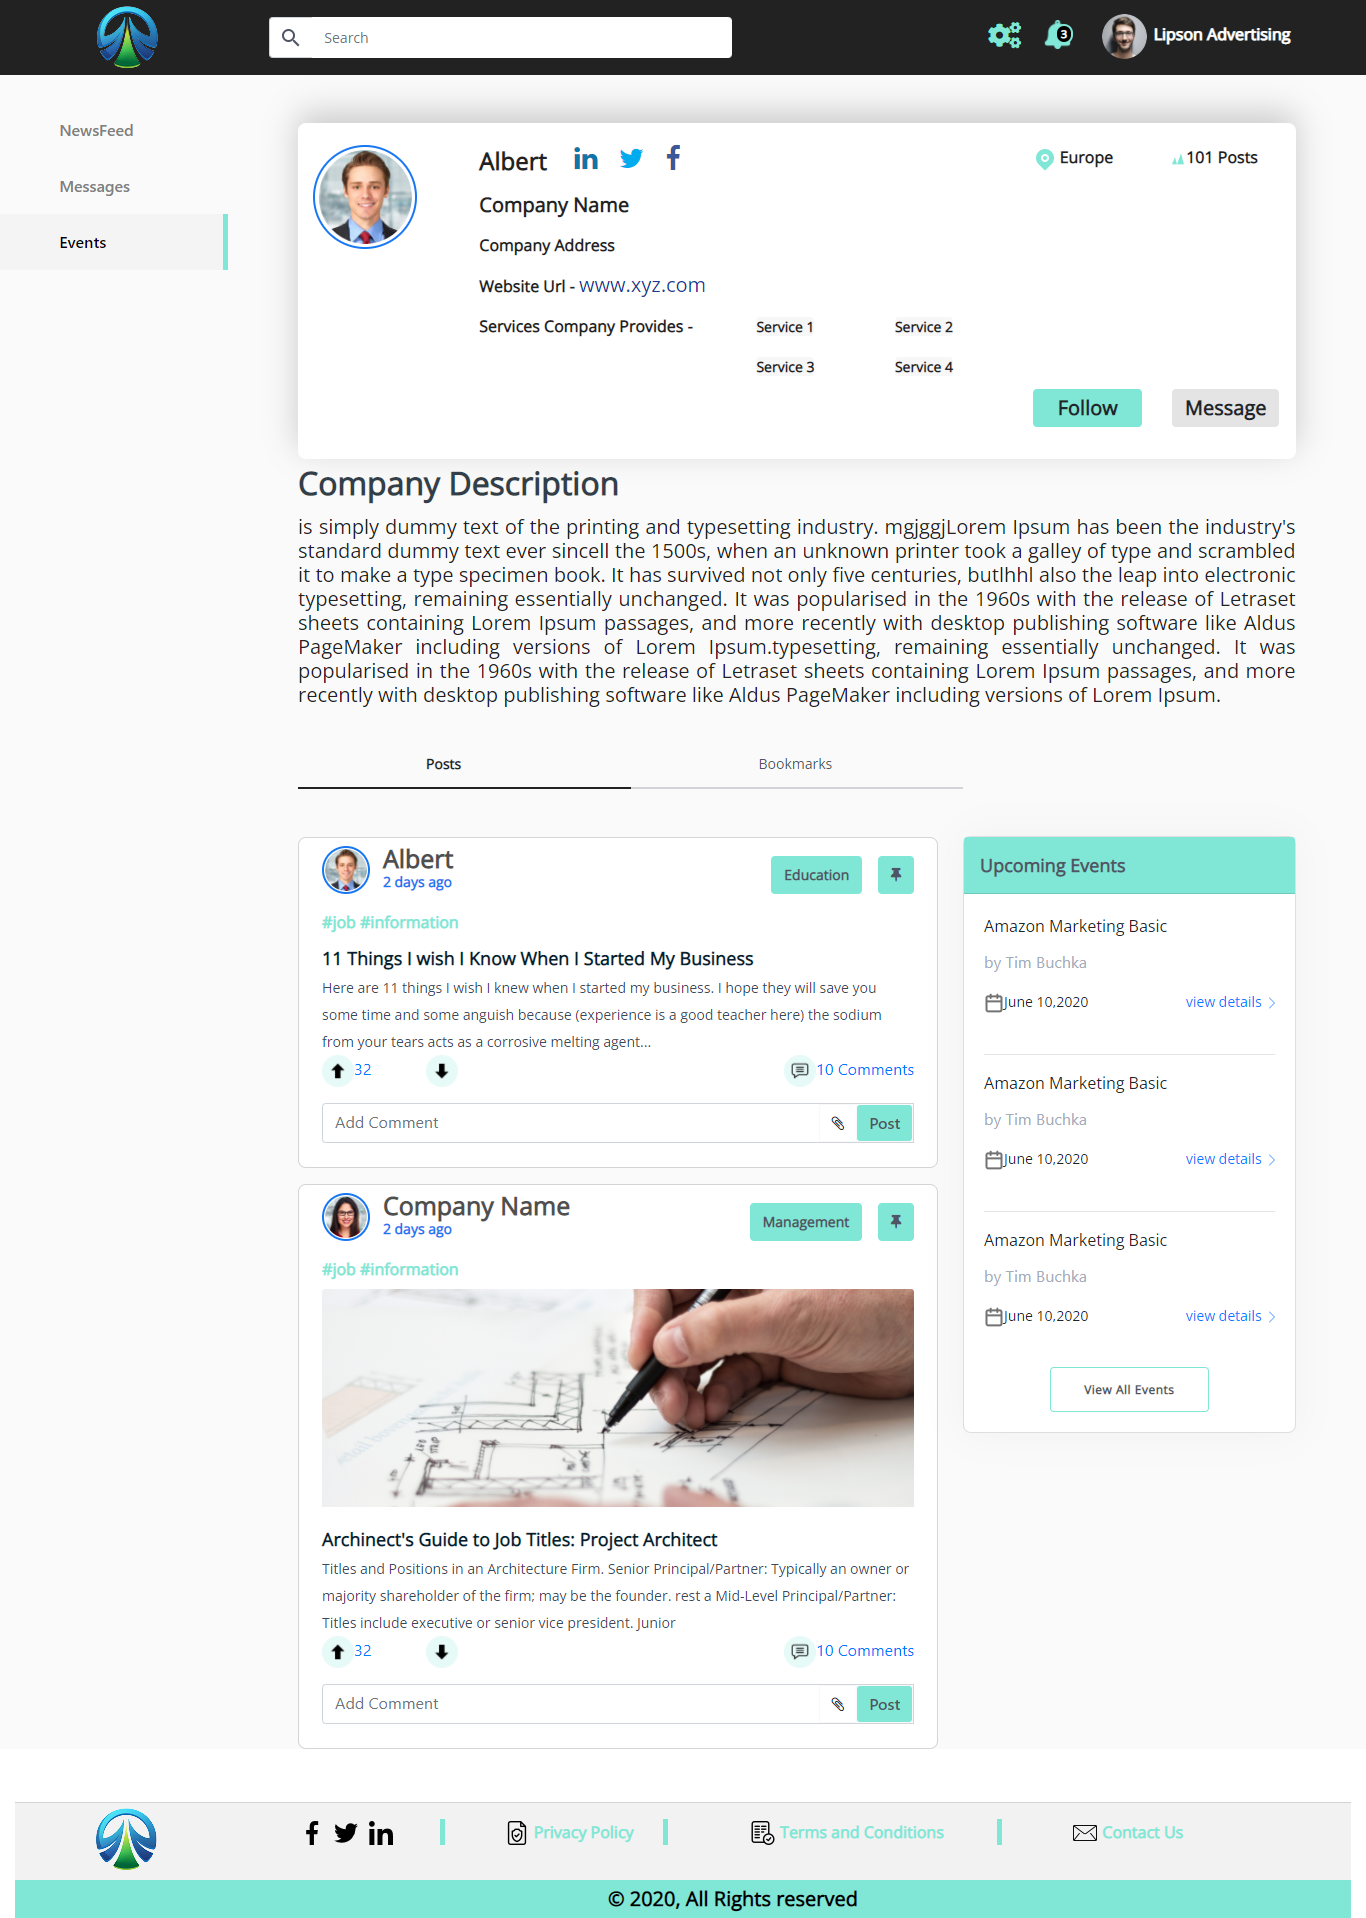 Search
3
Lipson Advertising
NewsFeed
Messages
Events
Albert
Europe
101 Posts
Company Name
Company Address
Website Url - www.xyz.com
Services Company Provides -
Service 1
Service 2
Service 3
Service 4
Follow
Message
Company Description
is simply dummy text of the printing and typesetting industry. mgjggjLorem Ipsum has been the industry's
standard dummy text ever sincell the 1500s, when an unknown printer took a galley of type and scrambled
it to make a type specimen book. It has survived not only five centuries, butlhhl also the leap into electronic
typesetting, remaining essentially unchanged. It was popularised in the 1960s with the release of Letraset
sheets containing Lorem Ipsum passages, and more recently with desktop publishing software like Aldus
PageMaker including versions of Lorem Ipsum.typesetting, remaining essentially unchanged. It was
popularised in the 1960s with the release of Letraset sheets containing Lorem Ipsum passages, and more
recently with desktop publishing software like Aldus PageMaker including versions of Lorem Ipsum.
Posts
Bookmarks
Albert
2 days ago
Education
#job #information
11 Things I wish I Know When I Started My Business
Here are 11 things I wish I knew when I started my business. I hope they will save you
some time and some anguish because (experience is a good teacher here) the sodium
from your tears acts as a corrosive melting agent...
32
10 Comments
Add Comment
Post
Company Name
2 days ago
Management
#job #information
Archinect's Guide to Job Titles: Project Architect
Titles and Positions in an Architecture Firm. Senior Principal/Partner: Typically an owner or
majority shareholder of the firm; may be the founder. rest a Mid-Level Principal/Partner:
Titles include executive or senior vice president. Junior
32
10 Comments
Add Comment
Post
Upcoming Events
Amazon Marketing Basic
by Tim Buchka
June 10,2020
view details
Amazon Marketing Basic
by Tim Buchka
June 10,2020
view details
Amazon Marketing Basic
by Tim Buchka
June 10,2020
view details
View All Events
Privacy Policy
Terms and Conditions
Contact Us
© 2020, All Rights reserved